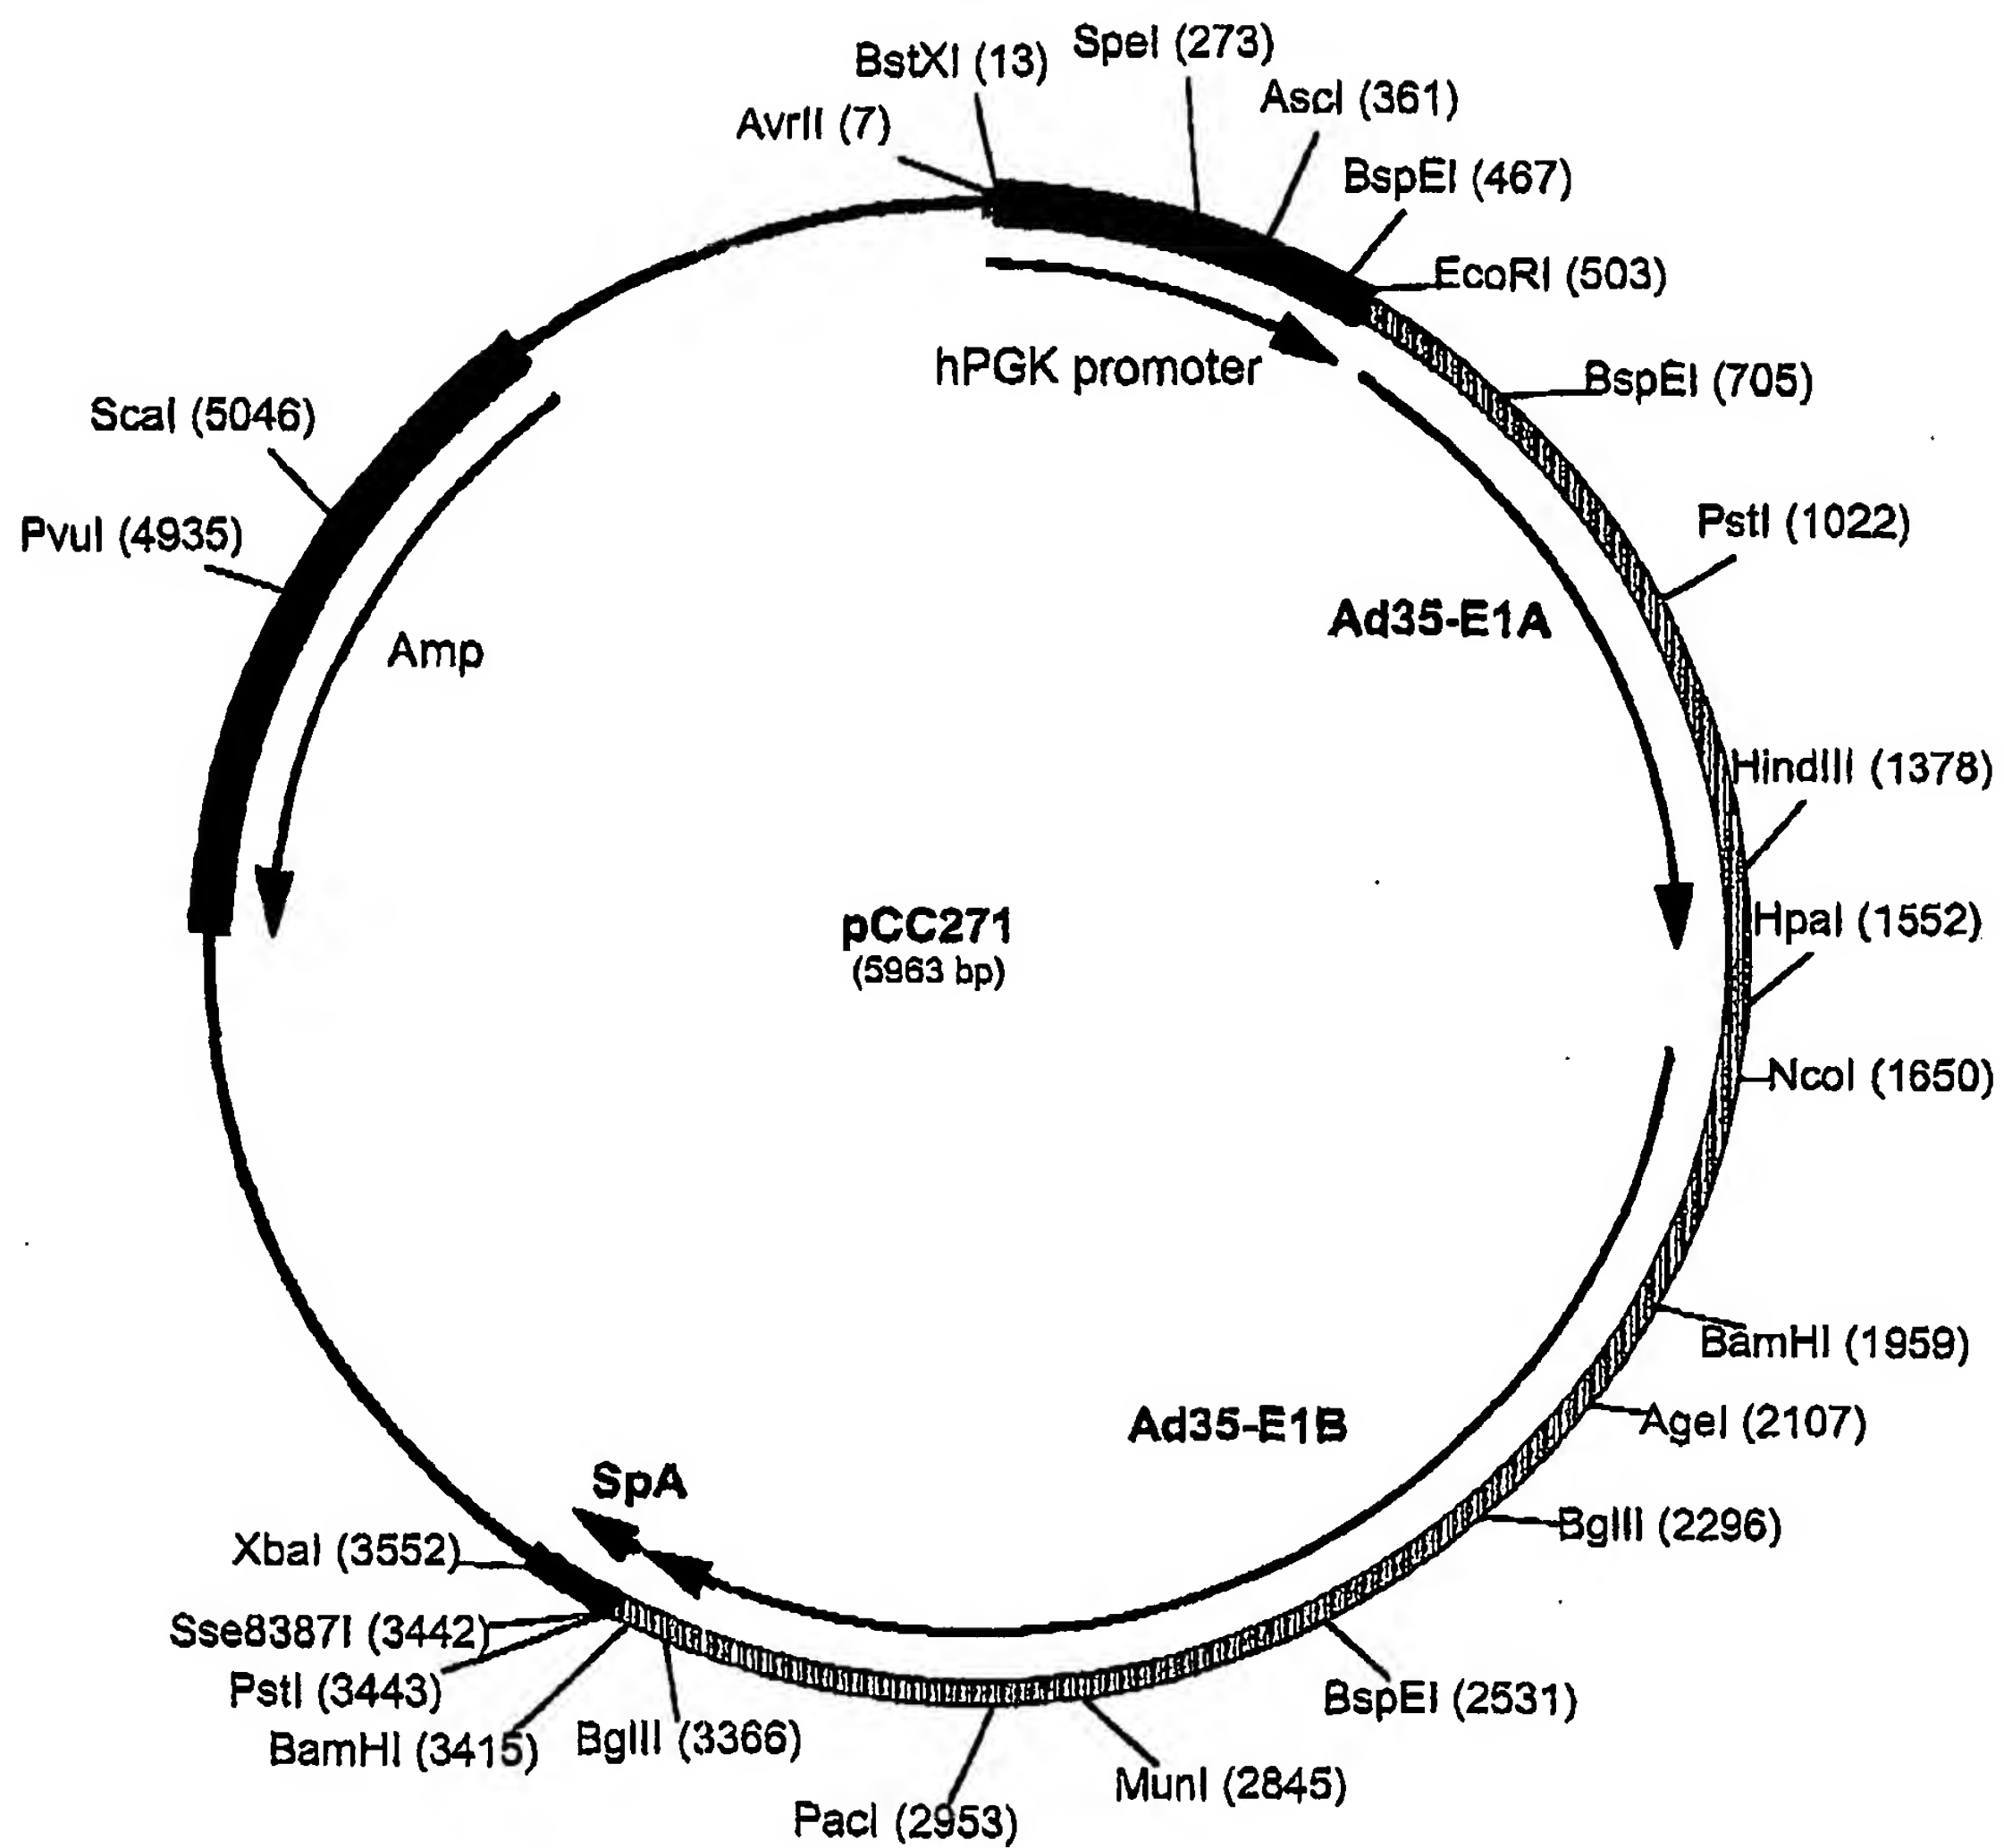 BstXI (13)
SpeI (273)
AscI (361)
AvrII (7)
BspEI (467)
EcoRI (503)
hPGK promoter
BspEI (705)
ScaI (5046)
PvuI (4935)
PstI (1022)
Ad35-E1A
Amp
HindIII (1378)
pCC271
(5963 bp)
HpaI (1552)
NcoI (1650)
BamHI (1959)
Ad35-E1B
AgeI (2107)
SpA
BglII (2296)
XbaI (3552)
Sse8387I (3442)
PstI (3443)
BspEI (2531)
BamHI (3415)
BglII (3366)
MunI (2845)
PacI (2953)